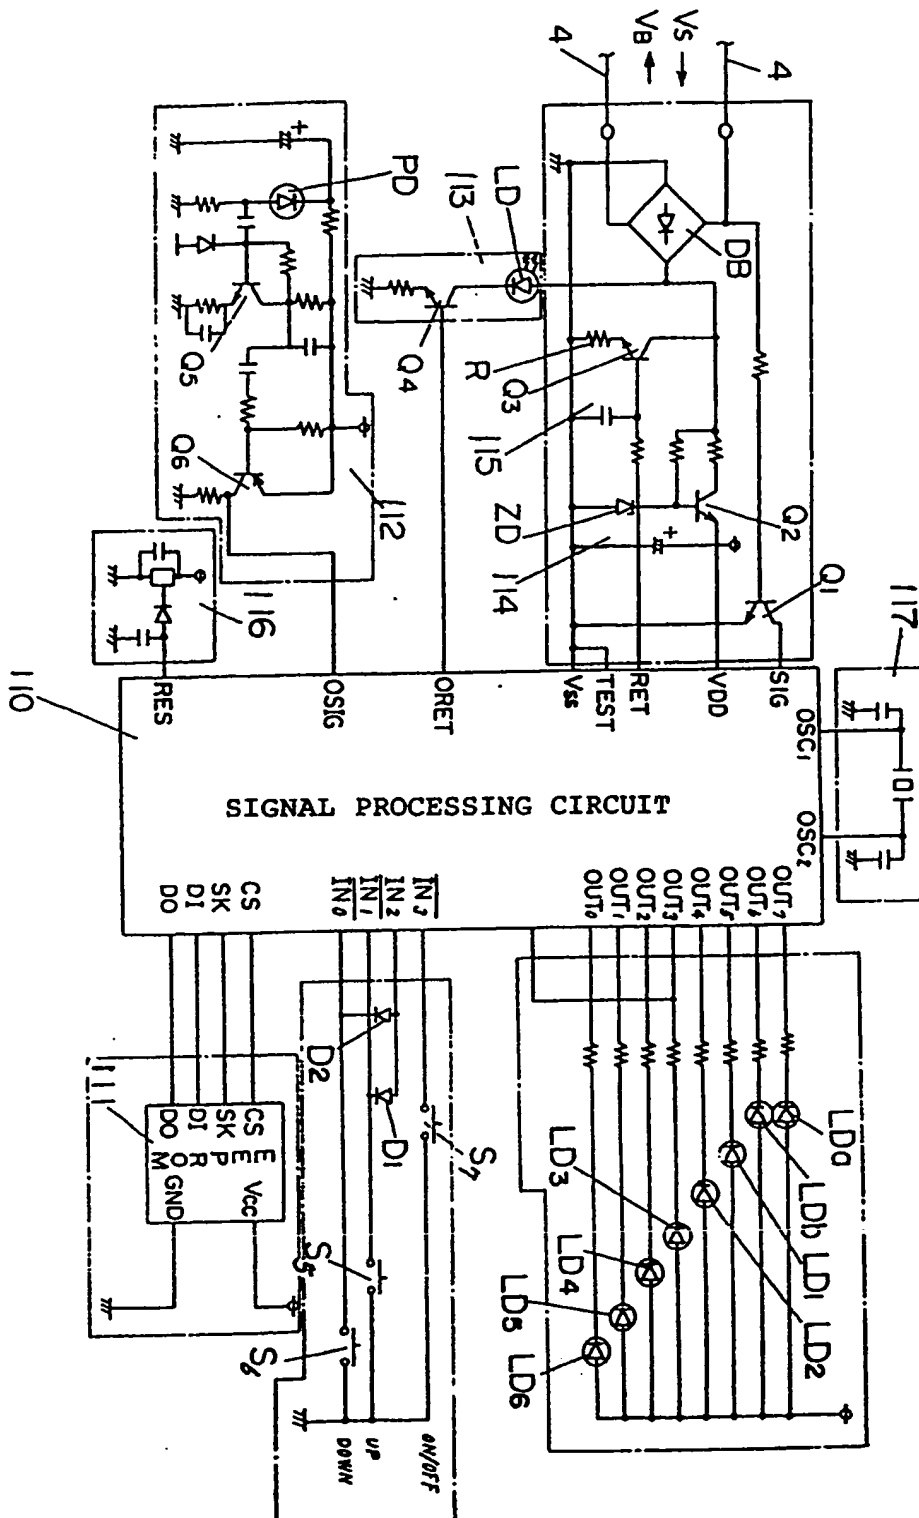 117
4
Vs
VB
4
DB
Q1
Q2
ZD
114
115
Q3
R
LD
113
Q4
PD
Q5
Q6
112
116
110
SIG
VDD
RET
TEST
Vss
ORET
OSIG
RES
OSC1
OSC2
SIGNAL PROCESSING CIRCUIT
OUT7
OUT6
OUT5
OUT4
OUT3
OUT2
OUT1
OUT0
IN3
IN2
IN1
IN0
CS
SK
DI
DO
LDa
LDb
LD1
LD2
LD3
LD4
LD5
LD6
D2
D1
S7
S5
S6
ON/OFF
UP
DOWN
111
CS
SK
DI
DO
EEPROM
Vcc
GND